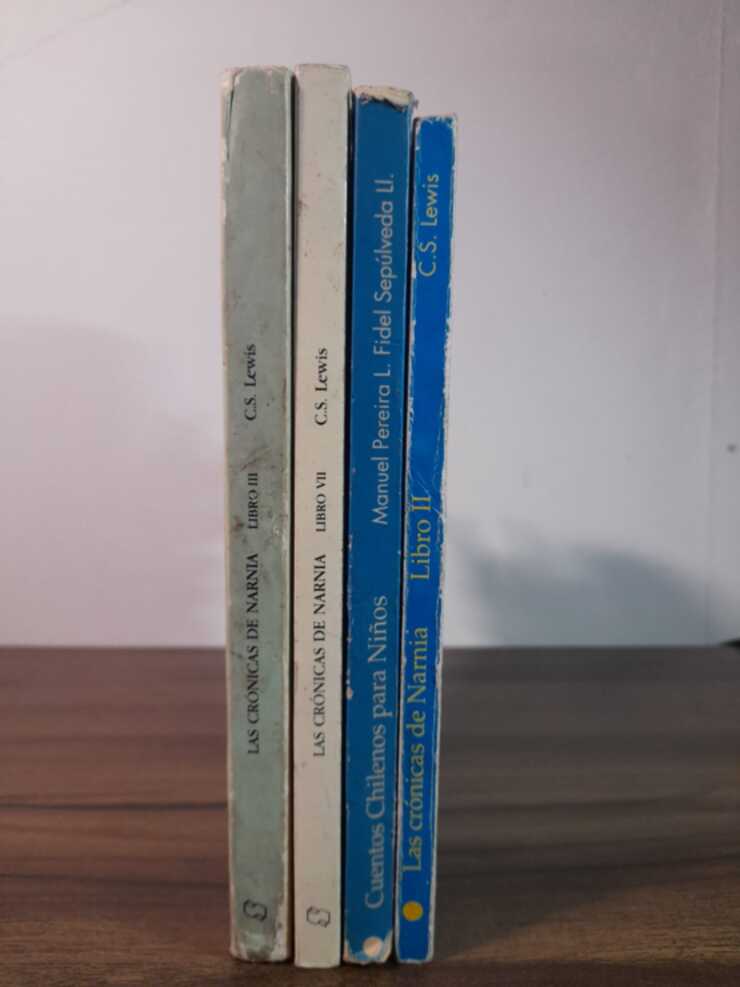 LAS CRÓNICAS DE NARNIA LIBRO III C.S. Lewis
LAS CRÓNICAS DE NARNIA LIBRO VII C.S. Lewis
Cuentos Chilenos para Niños Manuel Pereira L. Fidel Sepúlveda Ll.
Las crónicas de Narnia Libro II C.S. Lewis